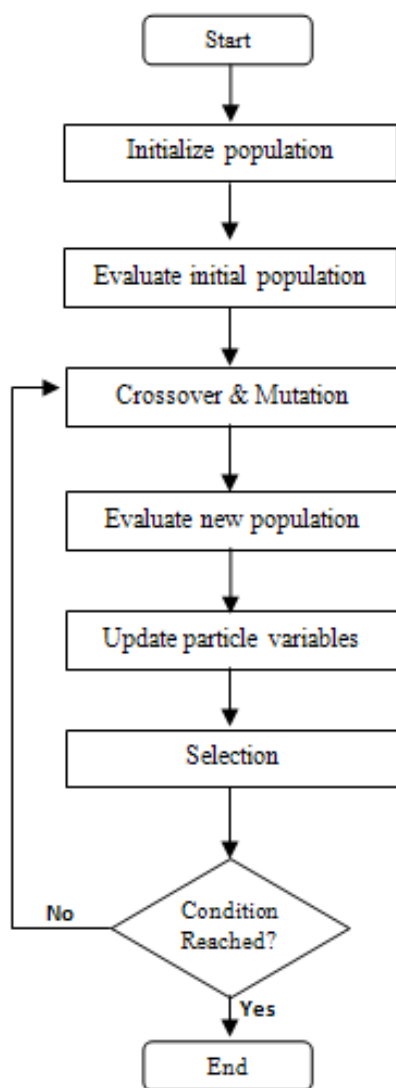 Start
Initialize population
Evaluate initial population
Crossover & Mutation
Evaluate new population
Update particle variables
Selection
Condition
Reached?
No
Yes
End